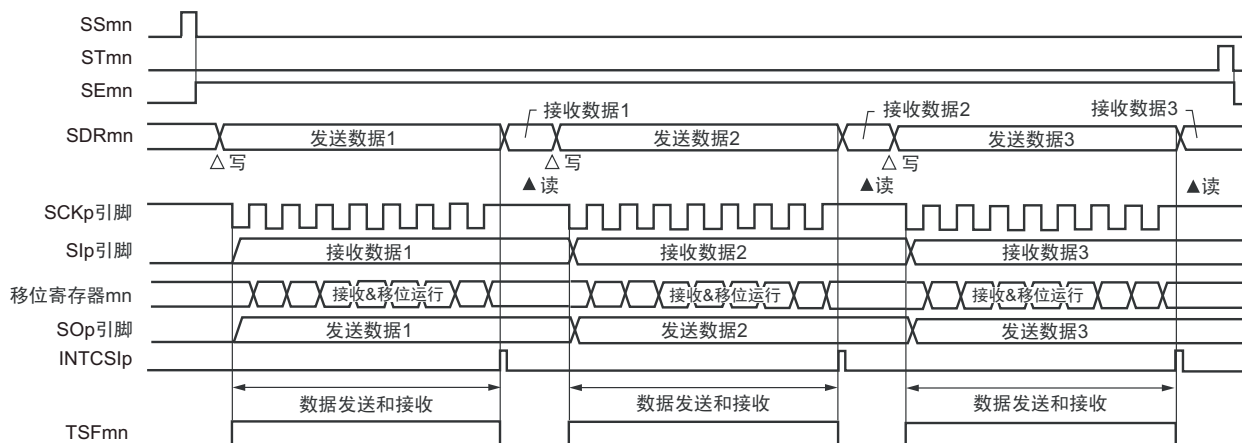 SSmn
STmn
SEmn
接收数据1 接收数据2 接收数据3
SDRmn 发送数据1 发送数据2 发送数据3
△写 △写 △写
▲读 ▲读 ▲读
SCKp引脚
SIp引脚 接收数据1 接收数据2 接收数据3
移位寄存器mn 接收&移位运行 接收&移位运行 接收&移位运行
SOp引脚 发送数据1 发送数据2 发送数据3
INTCSIp
数据发送和接收 数据发送和接收 数据发送和接收
TSFmn